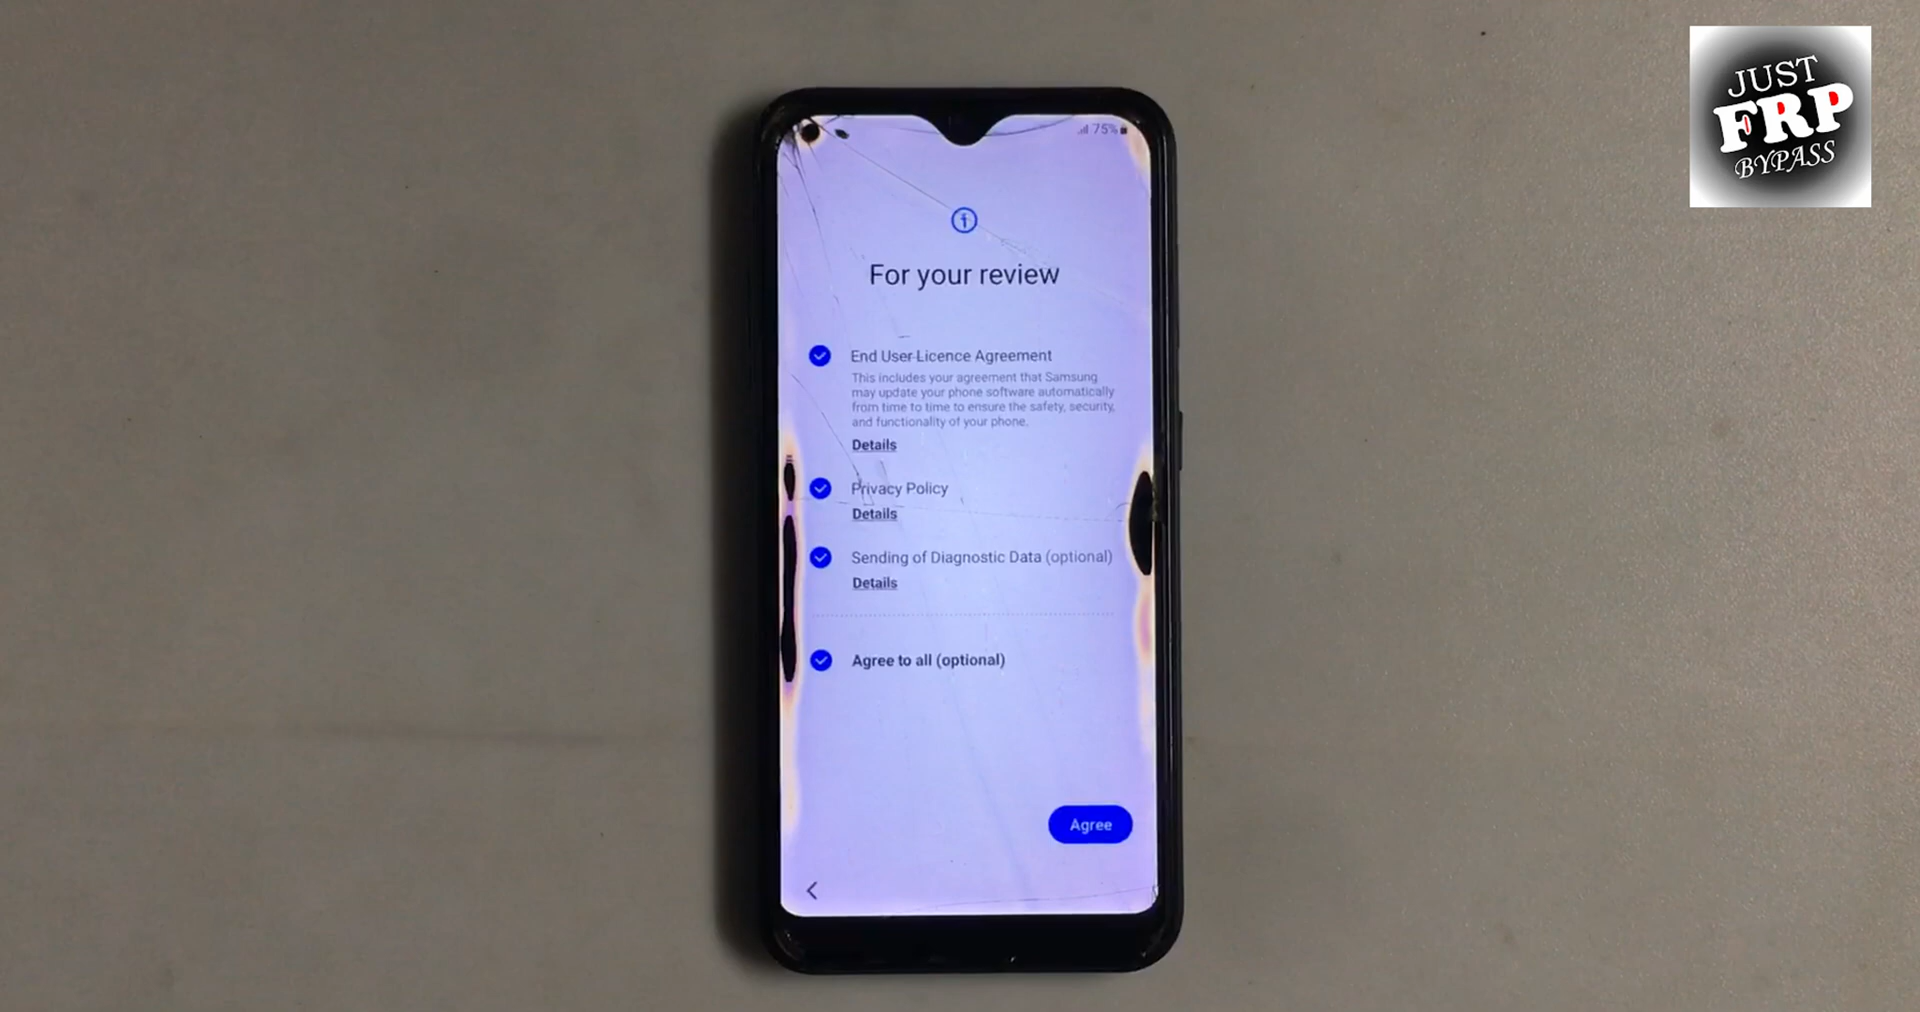 JUST
FRP
BYPASS
75%
For your review
End User Licence Agreement
This includes your agreement that Samsung
may update your phone software automatically
from time to time to ensure the safety, security,
and functionality of your phone.
Details
Privacy Policy
Details
Sending of Diagnostic Data (optional)
Details
Agree to all (optional)
Agree